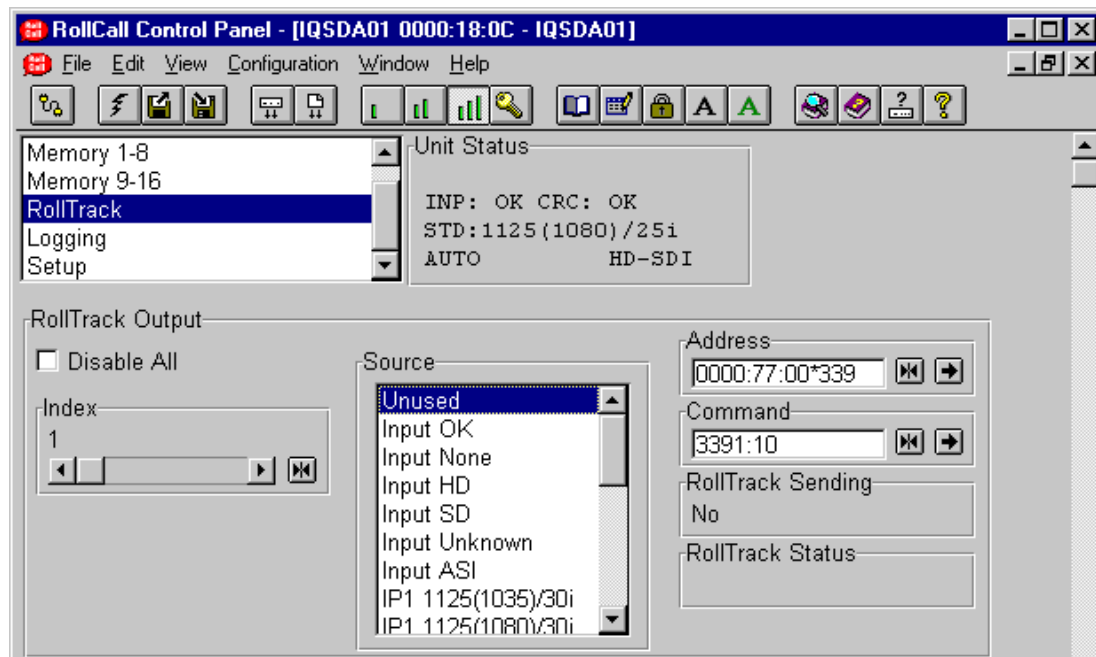 RollCall Control Panel - [IQSDA01 0000:18:0C - IQSDA01]
File Edit View Configuration Window Help
A A
Memory 1-8
Memory 9-16
RollTrack
Logging
Setup
Unit Status
INP: OK CRC: OK
STD:1125(1080)/25i
AUTO HD-SDI
RollTrack Output
Disable All
Index
1
Source
Unused
Input OK
Input None
Input HD
Input SD
Input Unknown
Input ASI
IP1 1125(1035)/30i
IP1 1125(1080)/30i
Address
0000:77:00*339
Command
3391:10
RollTrack Sending
No
RollTrack Status